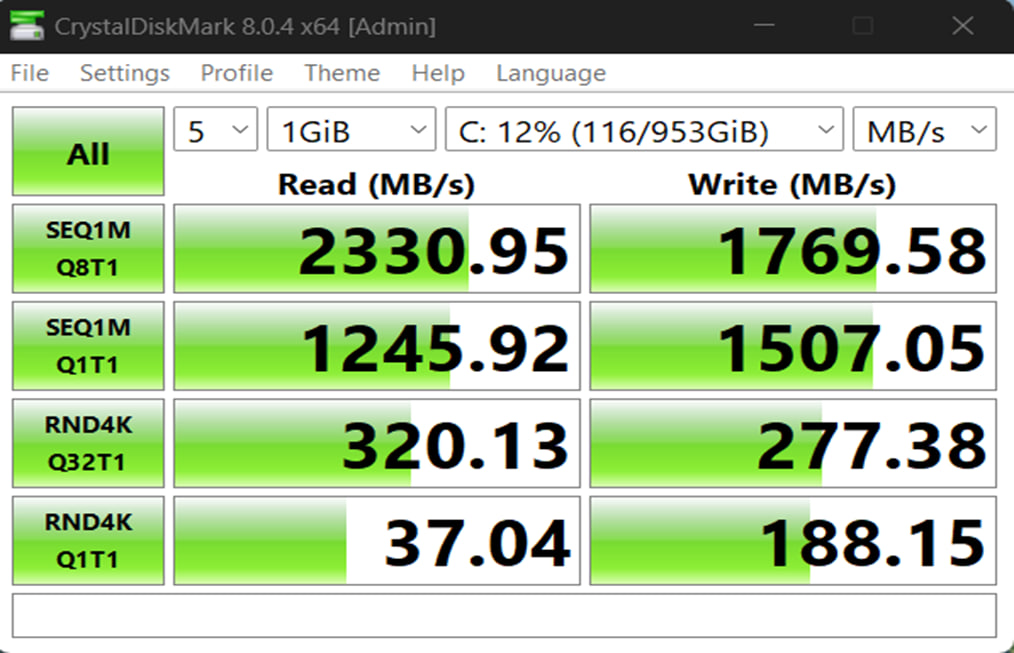 CrystalDiskMark 8.0.4 x64 [Admin]
File Settings Profile Theme Help Language
All 5 1GiB C: 12% (116/953GiB) MB/s
Read (MB/s) Write (MB/s)
SEQ1M
Q8T1
2330.95 1769.58
SEQ1M
Q1T1
1245.92 1507.05
RND4K
Q32T1
320.13 277.38
RND4K
Q1T1
37.04 188.15